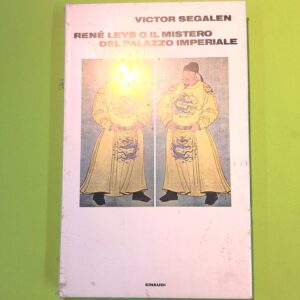 VICTOR SEGALEN
RENÉ LEYS O IL MISTERO
DEL PALAZZO IMPERIALE
EINAUDI